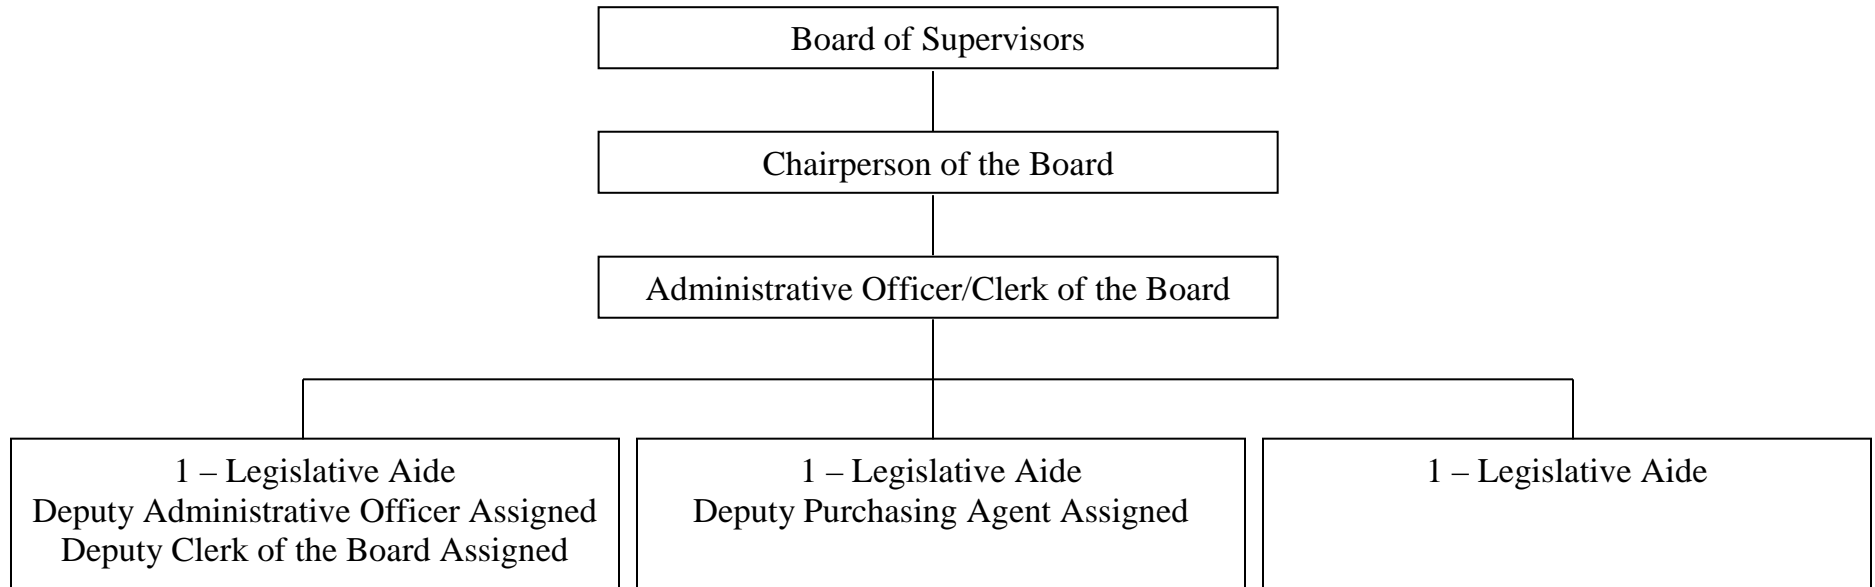 Board of Supervisors
Chairperson of the Board
Administrative Officer/Clerk of the Board
1 – Legislative Aide
Deputy Administrative Officer Assigned
Deputy Clerk of the Board Assigned
1 – Legislative Aide
Deputy Purchasing Agent Assigned
1 – Legislative Aide